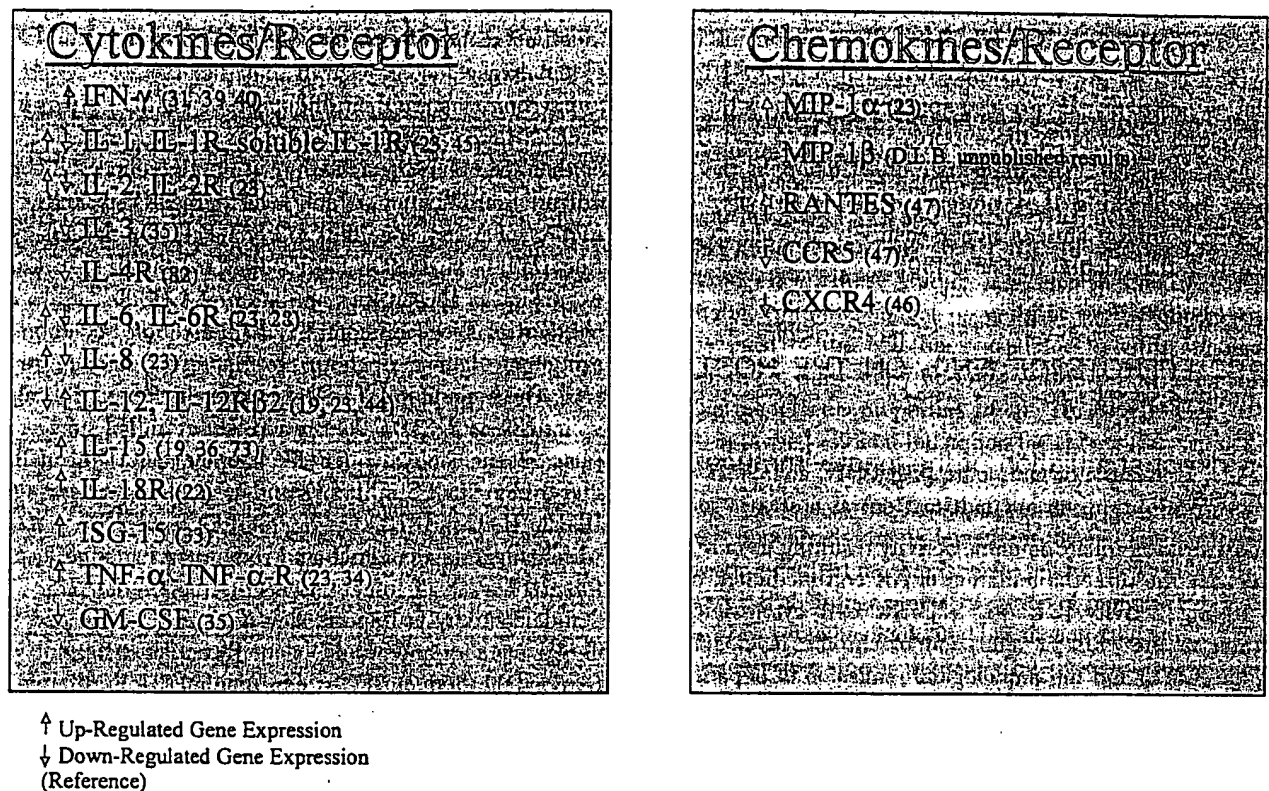 Cytokines/Receptor
↑ IFN-γ (31, 39, 40)
↑↓ IL-1, IL-1R, soluble IL-1R (23, 45)
↑↓ IL-2, IL-2R (23)
↓ IL-3 (35)
↓ IL-4R (32)
↑↓ IL-6, IL-6R (23, 23)
↑↓ IL-8 (23)
↓↑ IL-12, IL-12Rβ2 (19, 23, 44)
↑ IL-15 (19, 36, 73)
↑ IL-18R (22)
↑ ISG-15 (33)
↑ TNF-α, TNF-α-R (23, 34)
↓ GM-CSF (35)
Chemokines/Receptor
↑ MIP-1α (23)
MIP-1β (D.L.B. unpublished results)
RANTES (47)
↓ CCR5 (47)
↓ CXCR4 (46)
↑ Up-Regulated Gene Expression
↓ Down-Regulated Gene Expression
(Reference)